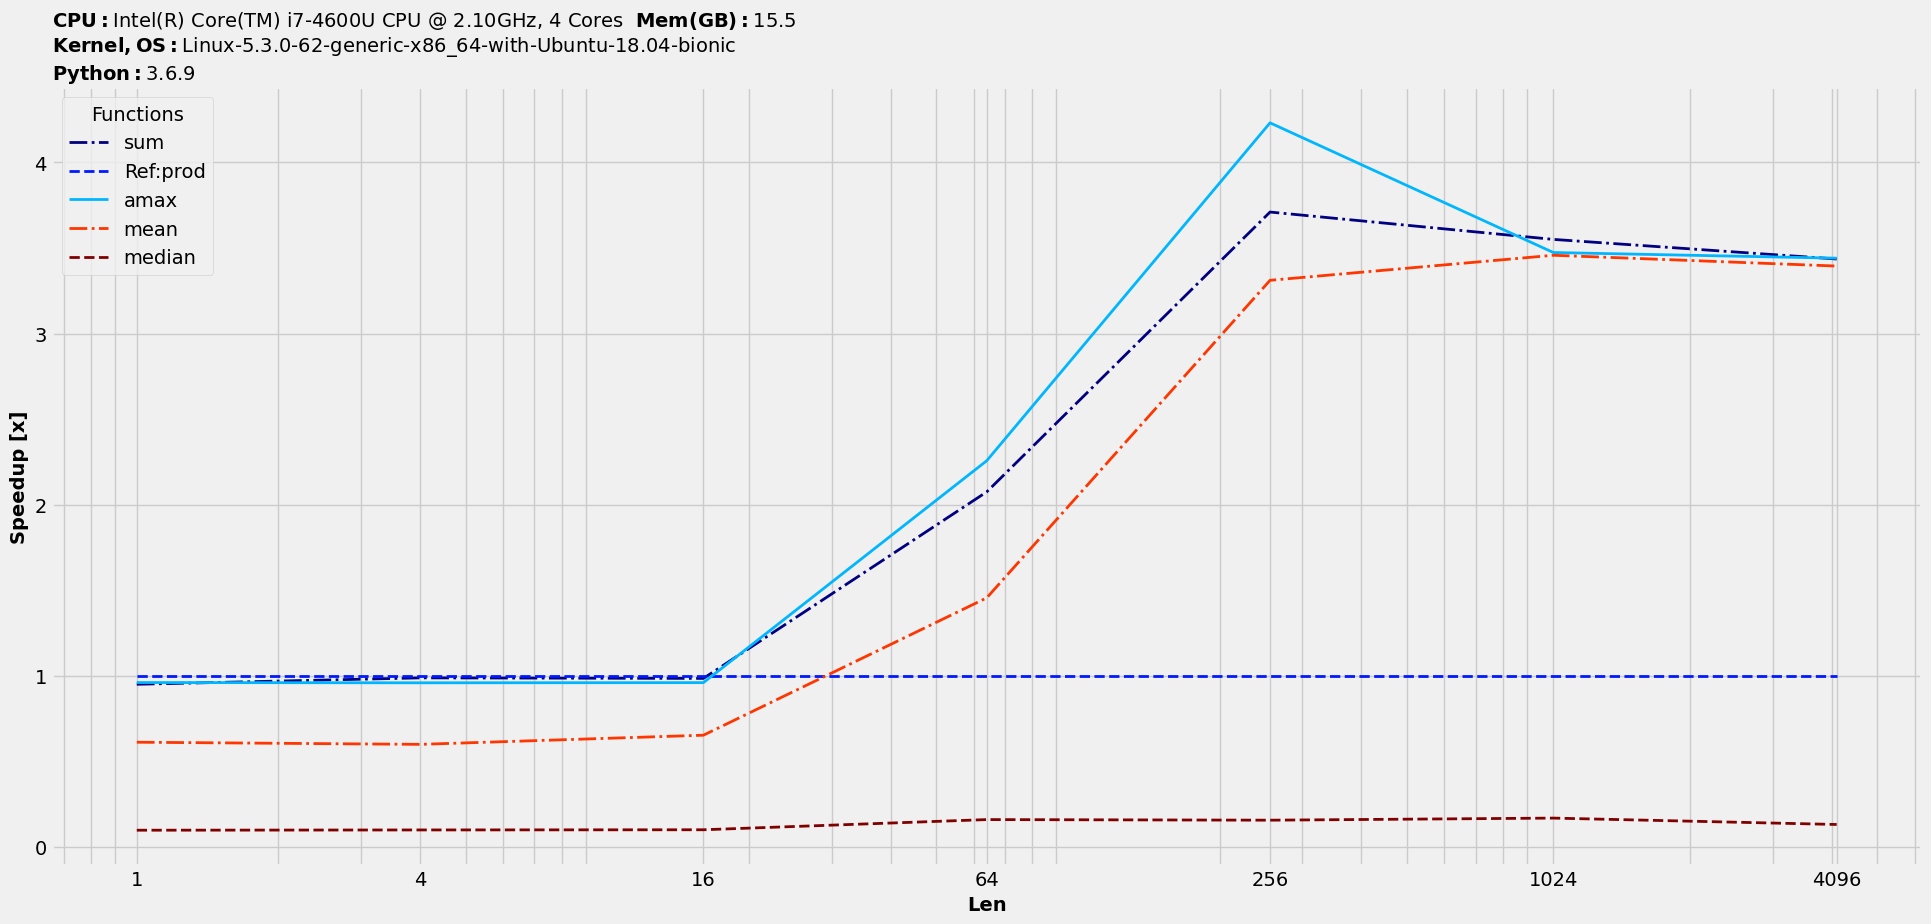 CPU: Intel(R) Core(TM) i7-4600U CPU @ 2.10GHz, 4 Cores Mem(GB): 15.5
Kernel, OS: Linux-5.3.0-62-generic-x86_64-with-Ubuntu-18.04-bionic
Python: 3.6.9
Functions
sum
Ref:prod
amax
mean
median
4
3
2
1
0
Speedup [x]
1 4 16 64 256 1024 4096
Len